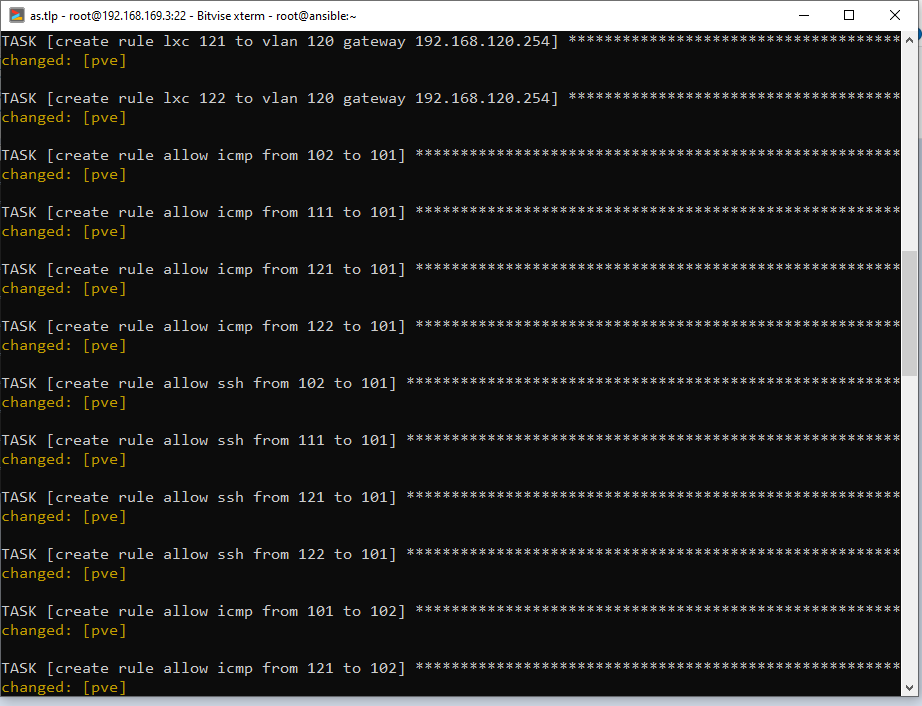 as.tlp - root@192.168.169.3:22 - Bitvise xterm - root@ansible:~
TASK [create rule lxc 121 to vlan 120 gateway 192.168.120.254] *************************************
changed: [pve]
TASK [create rule lxc 122 to vlan 120 gateway 192.168.120.254] *************************************
changed: [pve]
TASK [create rule allow icmp from 102 to 101] ******************************************************
changed: [pve]
TASK [create rule allow icmp from 111 to 101] ******************************************************
changed: [pve]
TASK [create rule allow icmp from 121 to 101] ******************************************************
changed: [pve]
TASK [create rule allow icmp from 122 to 101] ******************************************************
changed: [pve]
TASK [create rule allow ssh from 102 to 101] *******************************************************
changed: [pve]
TASK [create rule allow ssh from 111 to 101] *******************************************************
changed: [pve]
TASK [create rule allow ssh from 121 to 101] *******************************************************
changed: [pve]
TASK [create rule allow ssh from 122 to 101] *******************************************************
changed: [pve]
TASK [create rule allow icmp from 101 to 102] ******************************************************
changed: [pve]
TASK [create rule allow icmp from 121 to 102] ******************************************************
changed: [pve]